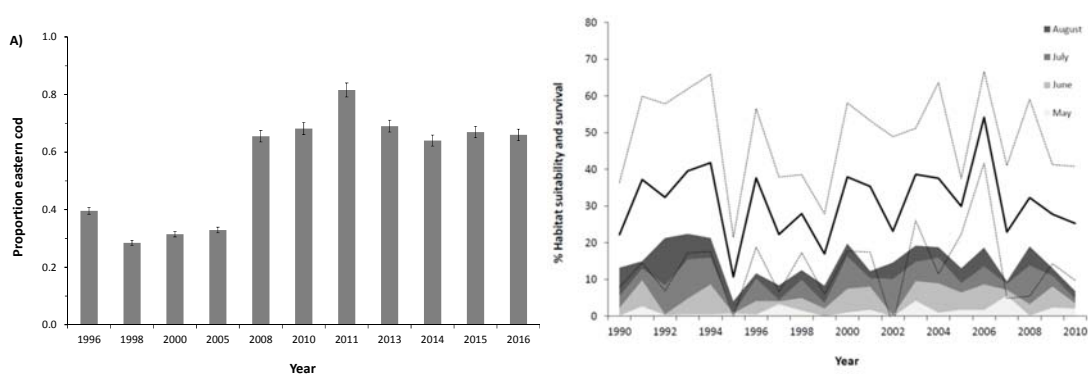 A)
Proportion eastern cod
1.0
0.8
0.6
0.4
0.2
0.0
1996 1998 2000 2005 2008 2010 2011 2013 2014 2015 2016
Year
% Habitat suitability and survival
80
70
60
50
40
30
20
10
0
1990 1992 1994 1996 1998 2000 2002 2004 2006 2008 2010
Year
August
July
June
May